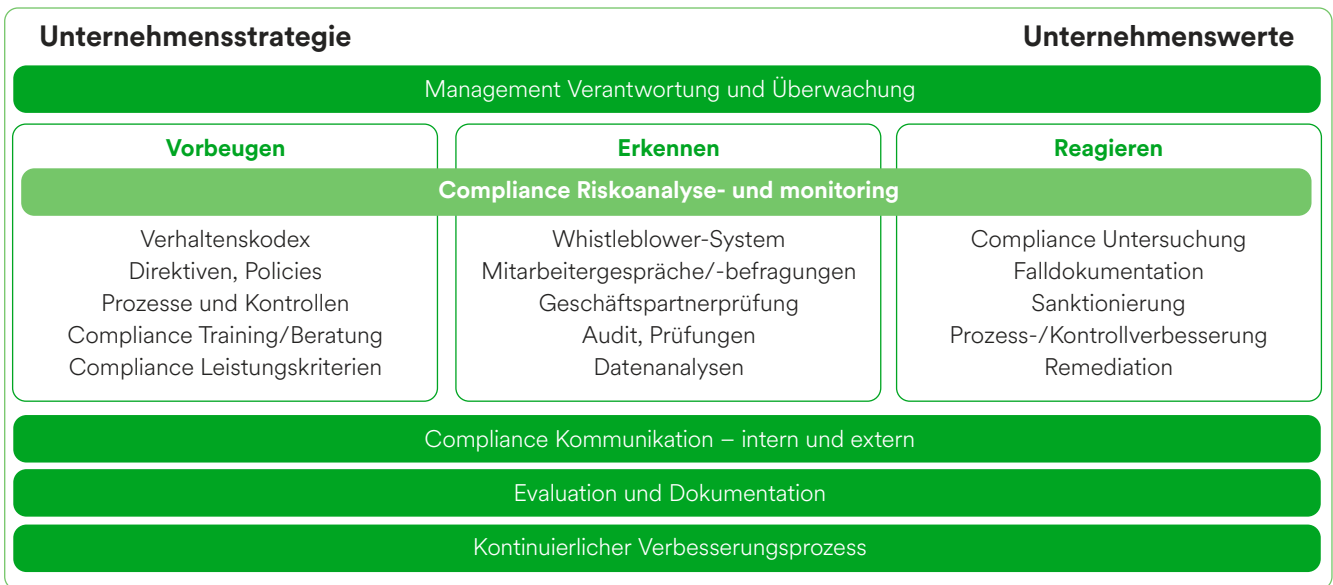 Unternehmensstrategie
Unternehmenswerte
Management Verantwortung und Überwachung
Vorbeugen
Erkennen
Reagieren
Compliance Riskoanalyse- und monitoring
Verhaltenskodex
Direktiven, Policies
Prozesse und Kontrollen
Compliance Training/Beratung
Compliance Leistungskriterien
Whistleblower-System
Mitarbeitergespräche/-befragungen
Geschäftspartnerprüfung
Audit, Prüfungen
Datenanalysen
Compliance Untersuchung
Falldokumentation
Sanktionierung
Prozess-/Kontrollverbesserung
Remediation
Compliance Kommunikation – intern und extern
Evaluation und Dokumentation
Kontinuierlicher Verbesserungsprozess